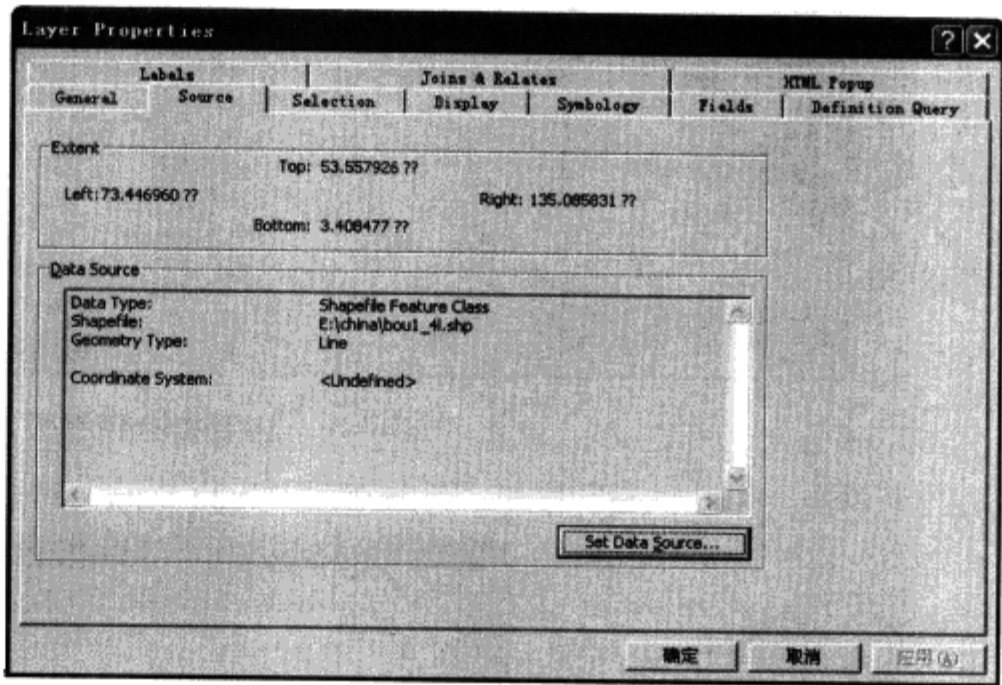 Layer Properties
Labels Joins & Relates HTML Popup
General Source Selection Display Symbology Fields Definition Query
Extent
Top: 53.557926 ??
Left: 73.446960 ?? Right: 135.085831 ??
Bottom: 3.408477 ??
Data Source
Data Type: Shapefile Feature Class
Shapefile: E:\china\bou1_4l.shp
Geometry Type: Line
Coordinate System: <Undefined>
Set Data Source...
确定 取消 应用(A)